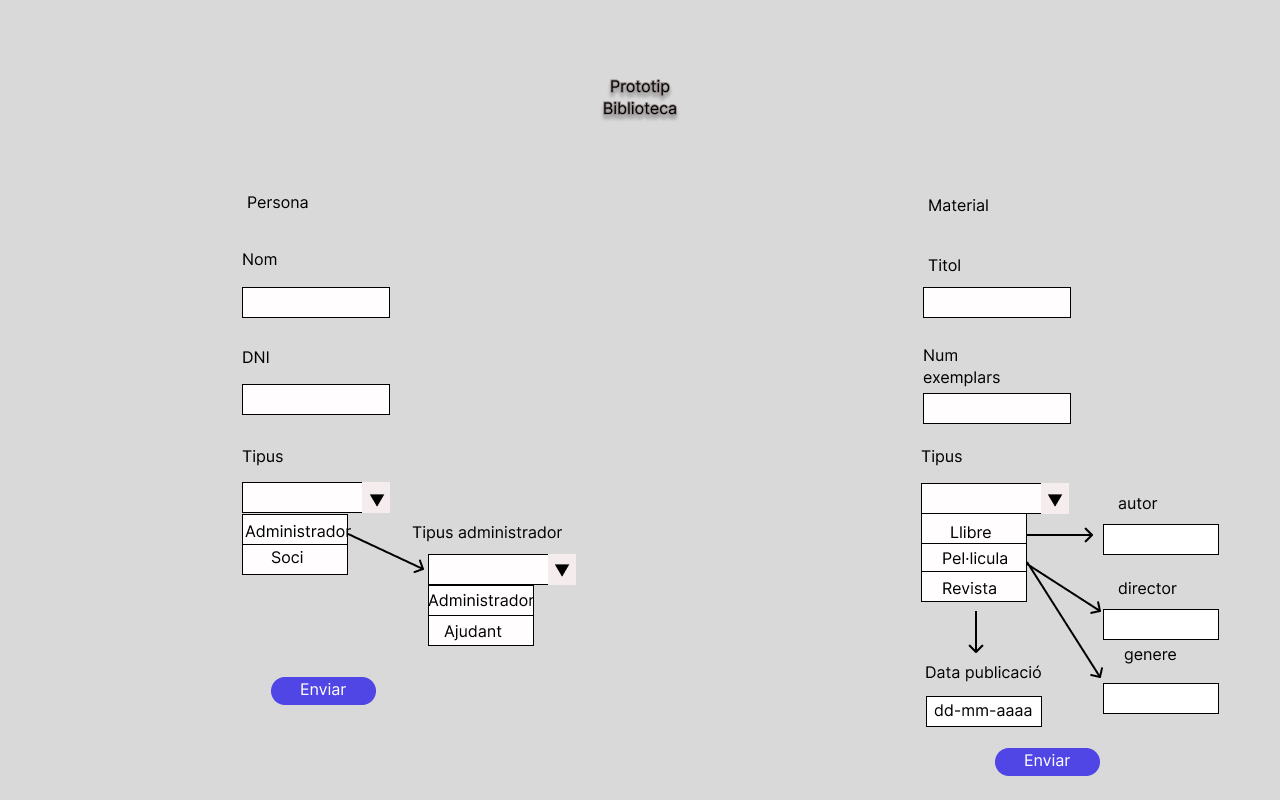 Prototip
Biblioteca
Persona
Nom
DNI
Tipus
▼
Administrador
Soci
Tipus administrador
▼
Administrador
Ajudant
Enviar
Material
Titol
Num
exemplars
Tipus
▼
Llibre
Pel·licula
Revista
autor
director
genere
Data publicació
dd-mm-aaaa
Enviar